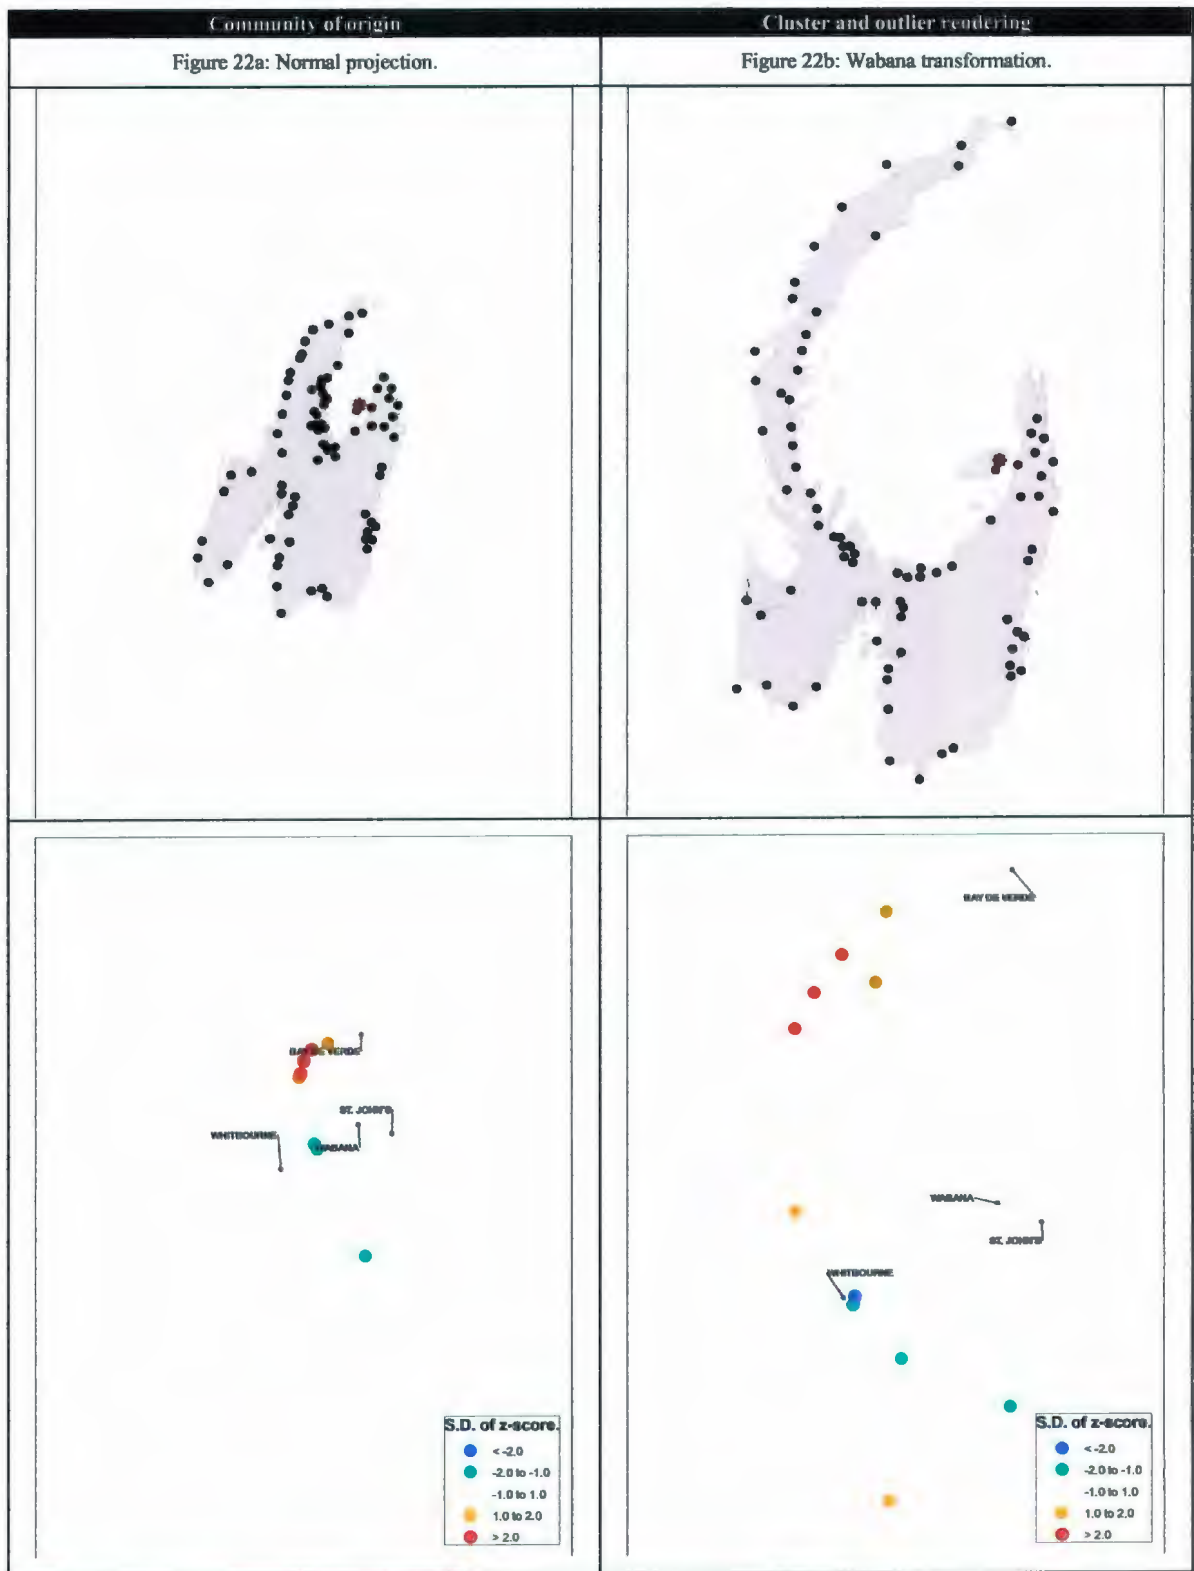 Community of origin
Cluster and outlier rendering
Figure 22a: Normal projection.
Figure 22b: Wabana transformation.
BAY DE VERDE
ST. JOHN'S
WHITBOURNE
WABANA
S.D. of z-score.
< -2.0
-2.0 to -1.0
-1.0 to 1.0
1.0 to 2.0
> 2.0
BAY DE VERDE
WABANA
ST. JOHN'S
WHITBOURNE
S.D. of z-score.
< -2.0
-2.0 to -1.0
-1.0 to 1.0
1.0 to 2.0
> 2.0